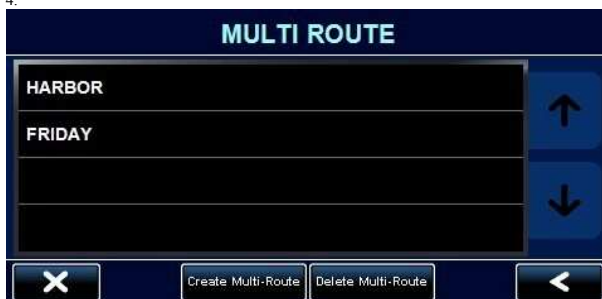 4.
MULTI ROUTE
HARBOR
FRIDAY
Create Multi-Route Delete Multi-Route